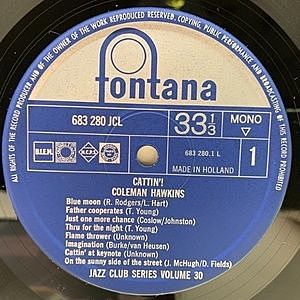 ALL RIGHTS OF THE RECORD PRODUCER AND OF THE OWNER OF THE WORK REPRODUCED RESERVED. COPYING, PUBLIC PERFORMANCE AND BROADCASTING OF THIS RECORD PROHIBITED
fontana
683 280 JCL
33 1/3
MONO
B.I.E.M.
683 280.1 L
1
MADE IN HOLLAND
CATTIN'!
COLEMAN HAWKINS
Blue moon (R. Rodgers/L. Hart)
Father cooperates (T. Young)
Just one more chance (Coslow/Johnston)
Thru for the night (T. Young)
Flame thrower (Unknown)
Imagination (Burke/van Heusen)
Cattin' at keynote (Unknown)
On the sunny side of the street (J. McHugh/D. Fields)
JAZZ CLUB SERIES VOLUME 30